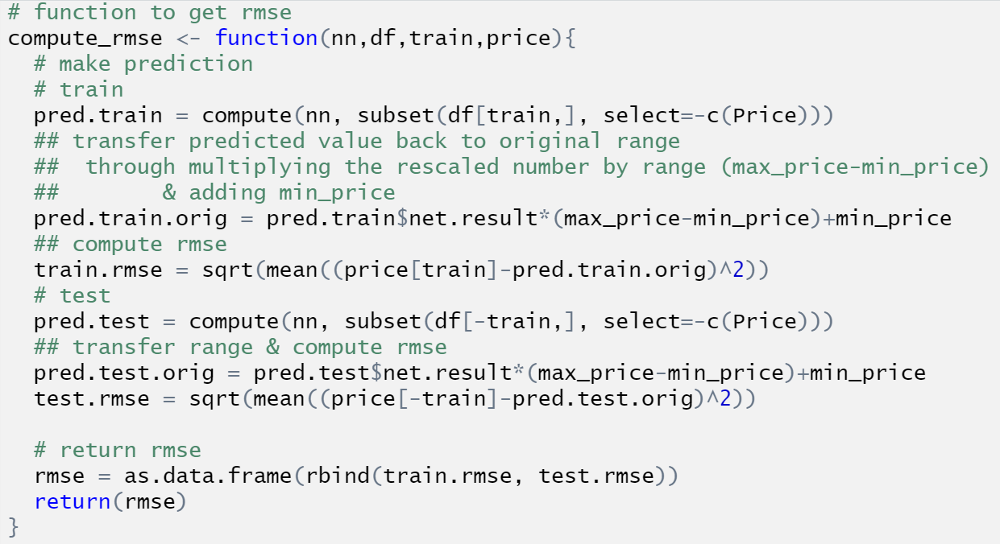 # function to get rmse
compute_rmse <- function(nn,df,train,price){
  # make prediction
  # train
  pred.train = compute(nn, subset(df[train,], select=-c(Price)))
  ## transfer predicted value back to original range
  ##  through multiplying the rescaled number by range (max_price-min_price)
  ##        & adding min_price
  pred.train.orig = pred.train$net.result*(max_price-min_price)+min_price
  ## compute rmse
  train.rmse = sqrt(mean((price[train]-pred.train.orig)^2))
  # test
  pred.test = compute(nn, subset(df[-train,], select=-c(Price)))
  ## transfer range & compute rmse
  pred.test.orig = pred.test$net.result*(max_price-min_price)+min_price
  test.rmse = sqrt(mean((price[-train]-pred.test.orig)^2))

  # return rmse
  rmse = as.data.frame(rbind(train.rmse, test.rmse))
  return(rmse)
}